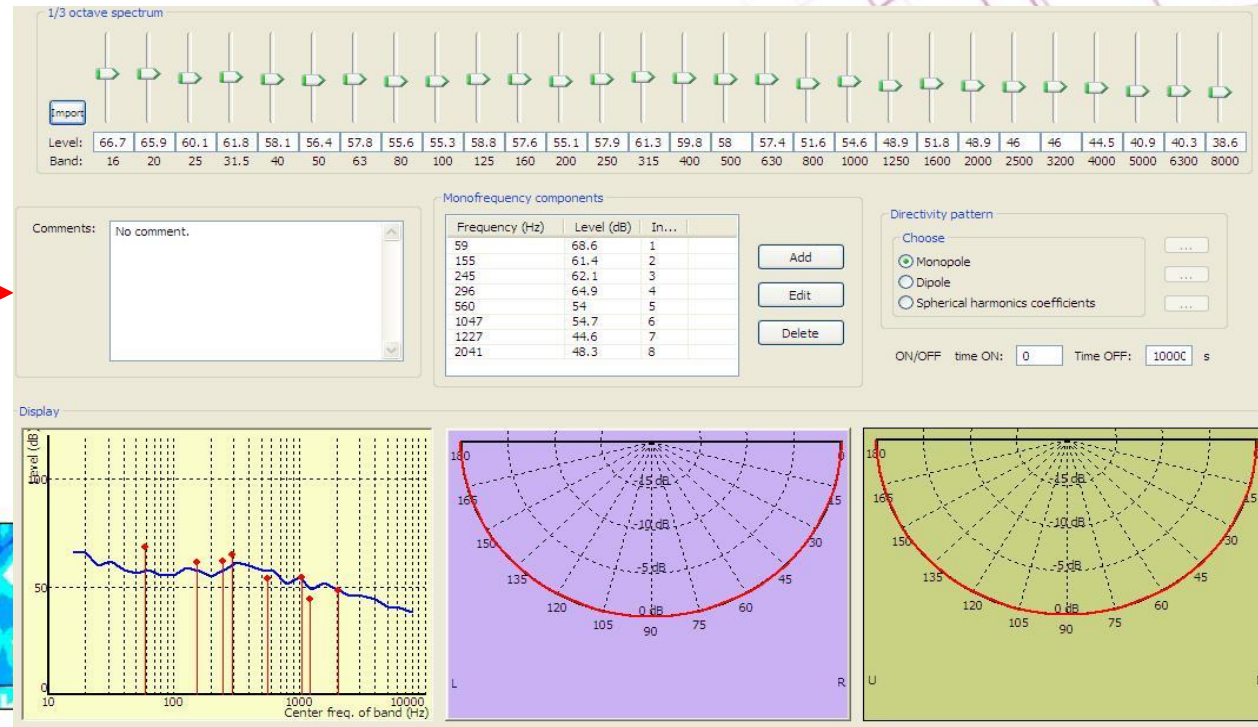 1/3 octave spectrum
Import
Level: 66.7 65.9 60.1 61.8 58.1 56.4 57.8 55.6 55.3 58.8 57.6 55.1 57.9 61.3 59.8 58 57.4 51.6 54.6 48.9 51.8 48.9 46 46 44.5 40.9 40.3 38.6
Band: 16 20 25 31.5 40 50 63 80 100 125 160 200 250 315 400 500 630 800 1000 1250 1600 2000 2500 3200 4000 5000 6300 8000
Comments:
No comment.
Monofrequency components
Frequency (Hz) Level (dB) In...
59 68.6 1
155 61.4 2
245 62.1 3
296 64.9 4
560 54 5
1047 54.7 6
1227 44.6 7
2041 48.3 8
Add
Edit
Delete
Directivity pattern
Choose
Monopole
Dipole
Spherical harmonics coefficients
...
...
...
ON/OFF time ON: 0 Time OFF: 1000 s
Display
Level (dB)
100
50
0
10 100 1000 10000
Center freq. of band (Hz)
180 0
-15 dB
165 15
-10 dB
150 30
-5 dB
135 45
120 0 dB 60
105 90 75
L R
180
-15 dB
165 15
-10 dB
150 30
-5 dB
135 45
120 0 dB 60
105 90 75
U